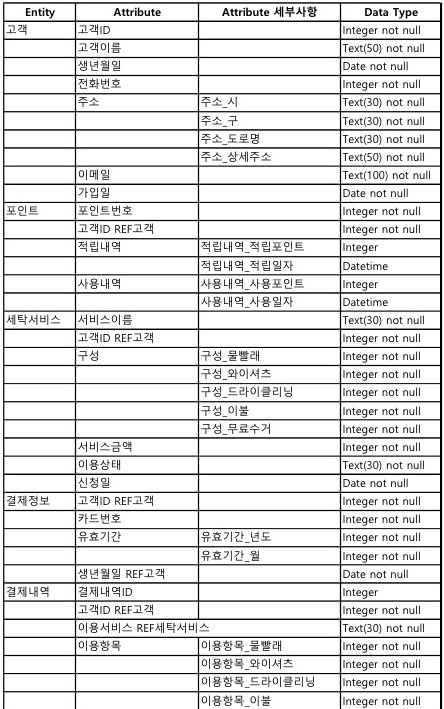 Entity Attribute Attribute 세부사항 Data Type
고객 고객ID Integer not null
고객이름 Text(50) not null
생년월일 Date not null
전화번호 Integer not null
주소 주소_시 Text(30) not null
주소_구 Text(30) not null
주소_도로명 Text(30) not null
주소_상세주소 Text(50) not null
이메일 Text(100) not null
가입일 Date not null
포인트 포인트번호 Integer not null
고객ID REF고객 Integer not null
적립내역 적립내역_적립포인트 Integer
적립내역_적립일자 Datetime
사용내역 사용내역_사용포인트 Integer
사용내역_사용일자 Datetime
세탁서비스 서비스이름 Text(30) not null
고객ID REF고객 Integer not null
구성 구성_물빨래 Integer not null
구성_와이셔츠 Integer not null
구성_드라이클리닝 Integer not null
구성_이불 Integer not null
구성_무료수거 Integer not null
서비스금액 Integer not null
이용상태 Text(30) not null
신청일 Date not null
결제정보 고객ID REF고객 Integer not null
카드번호 Integer not null
유효기간 유효기간_년도 Integer not null
유효기간_월 Integer not null
생년월일 REF고객 Date not null
결제내역 결제내역ID Integer
고객ID REF고객 Integer not null
이용서비스 REF세탁서비스 Text(30) not null
이용항목 이용항목_물빨래 Integer not null
이용항목_와이셔츠 Integer not null
이용항목_드라이클리닝 Integer not null
이용항목_이불 Integer not null